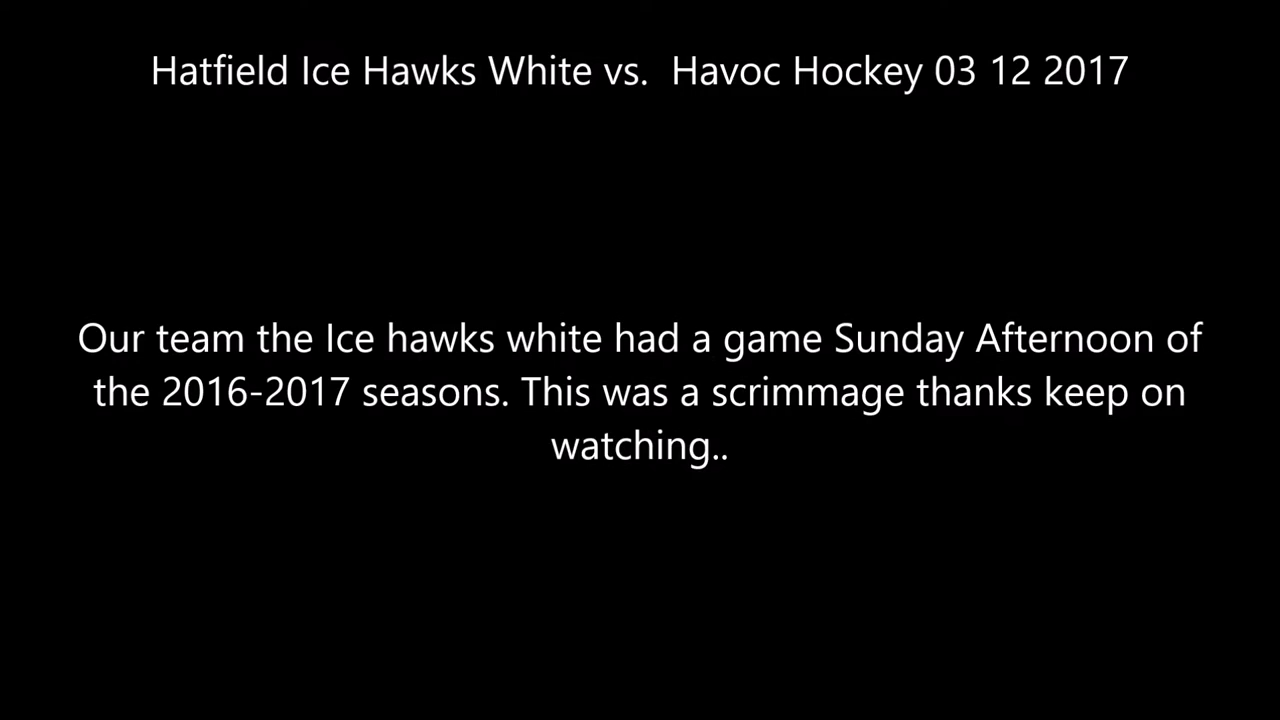 Hatfield Ice Hawks White vs.  Havoc Hockey 03 12 2017
Our team the Ice hawks white had a game Sunday Afternoon of
the 2016-2017 seasons. This was a scrimmage thanks keep on
watching..